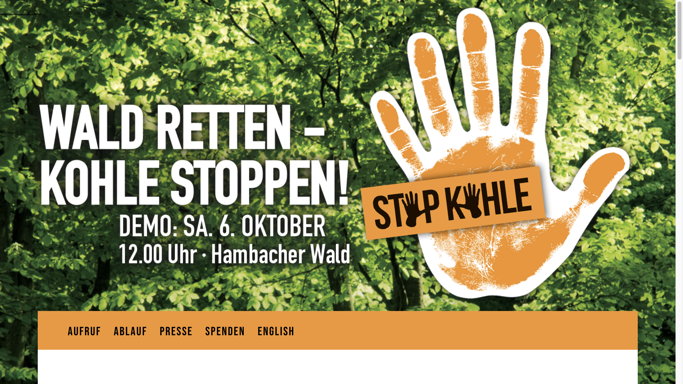 WALD RETTEN –
KOHLE STOPPEN!
DEMO: SA. 6. OKTOBER
12.00 Uhr · Hambacher Wald
STOP KOHLE
AUFRUF ABLAUF PRESSE SPENDEN ENGLISH